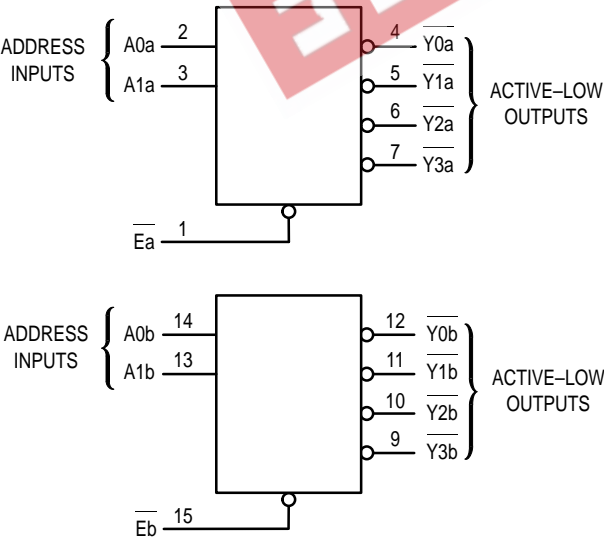 ADDRESS
INPUTS
A0a 2
A1a 3
4 Y0a
5 Y1a
6 Y2a
7 Y3a
ACTIVE–LOW
OUTPUTS
Ea 1
ADDRESS
INPUTS
A0b 14
A1b 13
12 Y0b
11 Y1b
10 Y2b
9 Y3b
ACTIVE–LOW
OUTPUTS
Eb 15